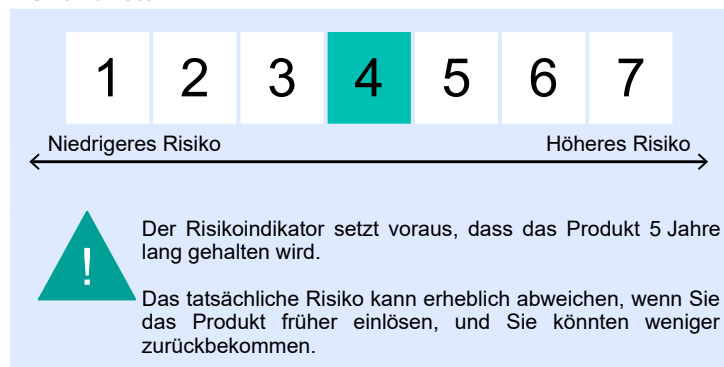 1 2 3 4 5 6 7
Niedrigeres Risiko Höheres Risiko
!
Der Risikoindikator setzt voraus, dass das Produkt 5 Jahre
lang gehalten wird.
Das tatsächliche Risiko kann erheblich abweichen, wenn Sie
das Produkt früher einlösen, und Sie könnten weniger
zurückbekommen.